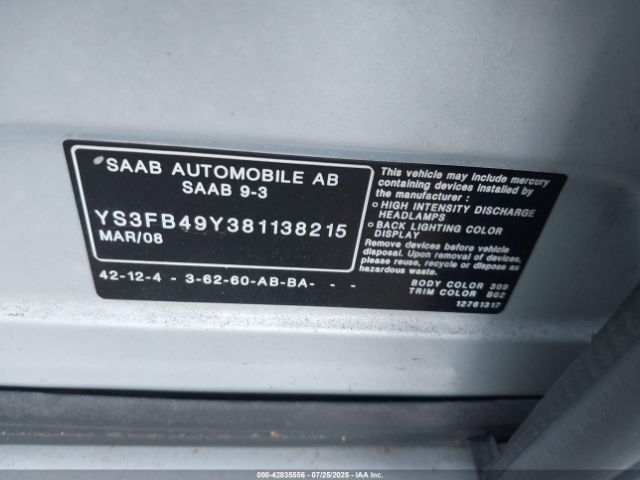 SAAB AUTOMOBILE AB
SAAB 9-3
YS3FB49Y381138215
MAR/08
42-12-4 - 3-62-60-AB-BA- - -
This vehicle may include mercury
containing devices installed by
the manufacturer :
○ HIGH INTENSITY DISCHARGE
HEADLAMPS
○ BACK LIGHTING COLOR
DISPLAY
Remove devices before vehicle
disposal. Upon removal of devices,
please reuse, recycle or dispose as
hazardous waste.
BODY COLOR 309
TRIM COLOR B02
12761317
000-42835556 - 07/25/2025 - COPYRIGHT IAA, LLC